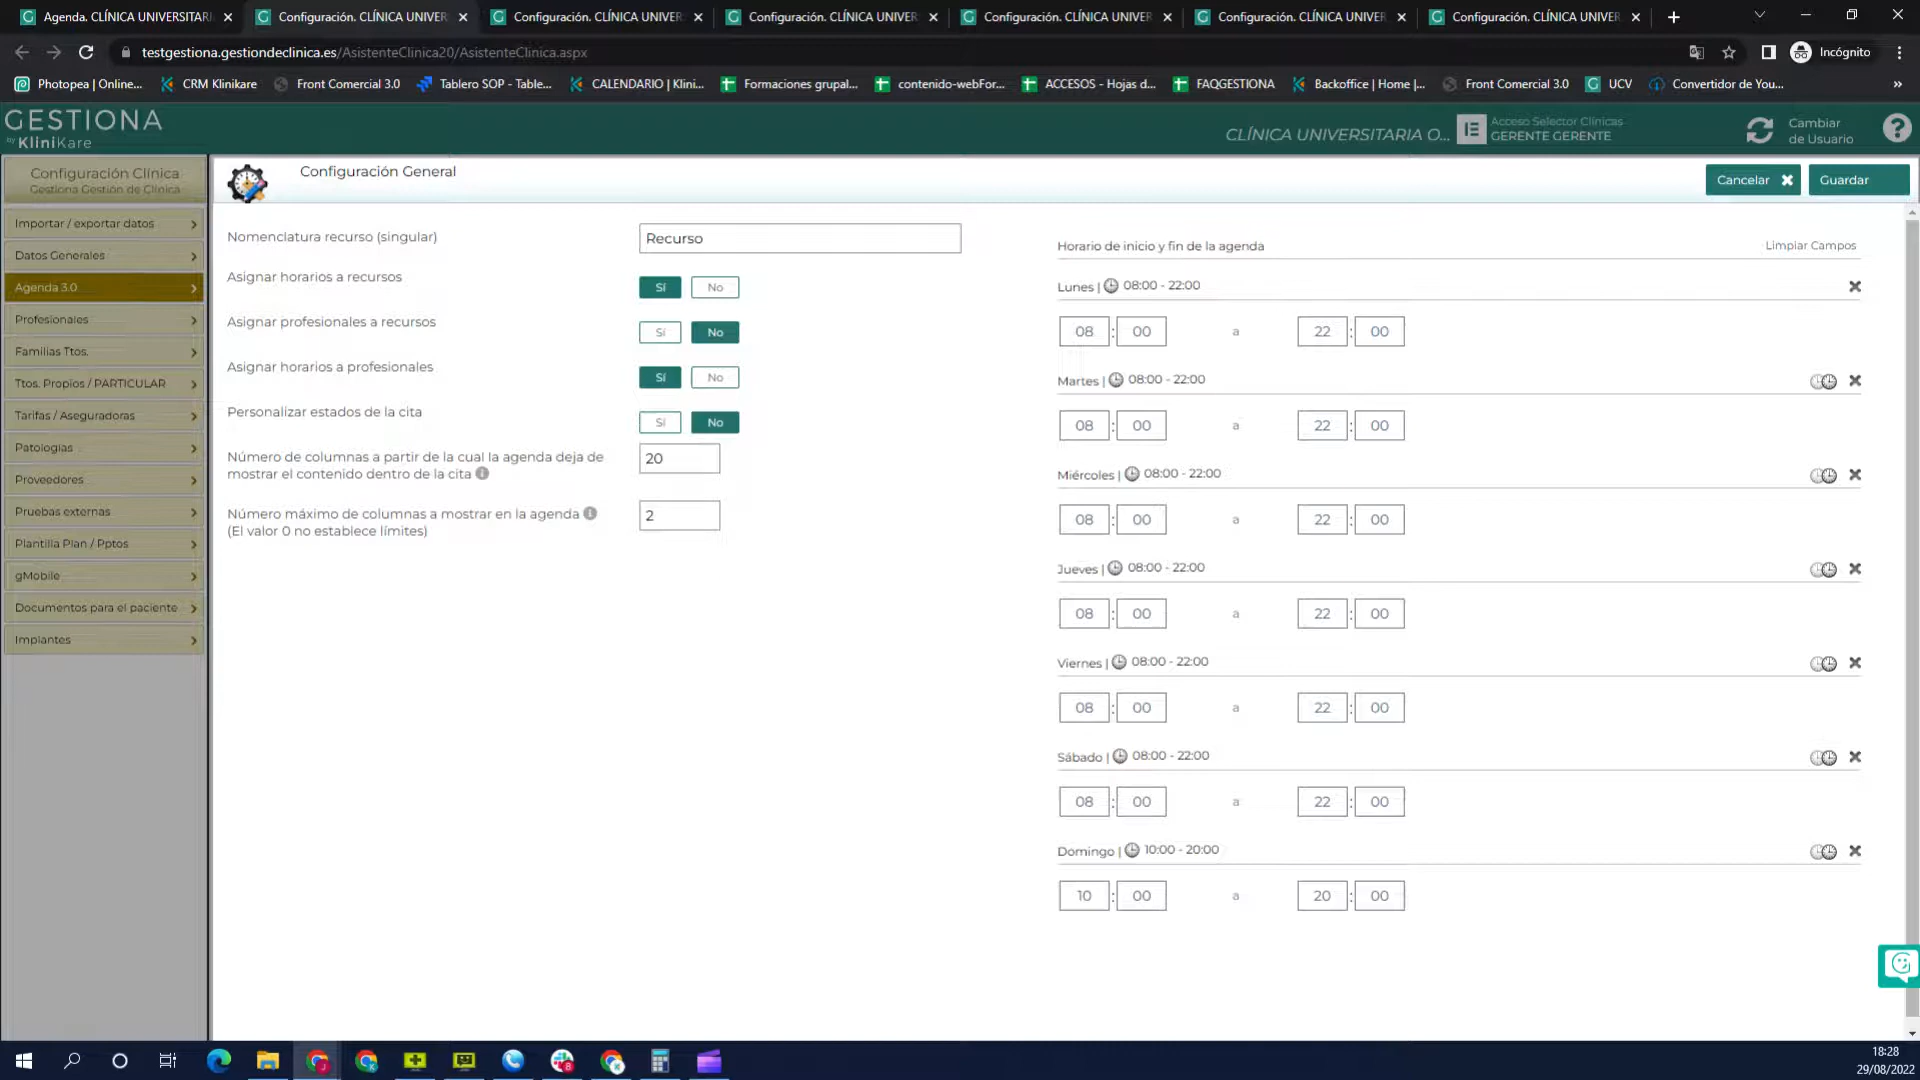 Agenda. CLÍNICA UNIVERSITARI
Configuración. CLÍNICA UNIVER
Configuración. CLÍNICA UNIVER
Configuración. CLÍNICA UNIVER
Configuración. CLÍNICA UNIVER
Configuración. CLÍNICA UNIVER
Configuración. CLÍNICA UNIVER
testgestiona.gestiondeclinica.es/AsistenteClinica20/AsistenteClinica.aspx
Incógnito
Photopea | Online...
CRM Klinikare
Front Comercial 3.0
Tablero SOP - Table...
CALENDARIO | Klini...
Formaciones grupal...
contenido-webFor...
ACCESOS - Hojas d...
FAQGESTIONA
Backoffice | Home |...
Front Comercial 3.0
UCV
Convertidor de You...
»
GESTIONA
by KliniKare
CLÍNICA UNIVERSITARIA O...
Acceso Selector Clínicas
GERENTE GERENTE
Cambiar
de Usuario
Configuración Clínica
Gestiona Gestión de Clínica
Configuración General
Cancelar
Guardar
Importar / exportar datos
Datos Generales
Agenda 3.0
Profesionales
Familias Ttos.
Ttos. Propios / PARTICULAR
Tarifas / Aseguradoras
Patologías
Proveedores
Pruebas externas
Plantilla Plan / Pptos
gMobile
Documentos para el paciente
Implantes
Nomenclatura recurso (singular)
Recurso
Asignar horarios a recursos
Sí No
Asignar profesionales a recursos
Sí No
Asignar horarios a profesionales
Sí No
Personalizar estados de la cita
Sí No
Número de columnas a partir de la cual la agenda deja de
mostrar el contenido dentro de la cita
20
Número máximo de columnas a mostrar en la agenda
(El valor 0 no establece límites)
2
Horario de inicio y fin de la agenda
Limpiar Campos
Lunes | 08:00 - 22:00
08 : 00 a 22 : 00
Martes | 08:00 - 22:00
08 : 00 a 22 : 00
Miércoles | 08:00 - 22:00
08 : 00 a 22 : 00
Jueves | 08:00 - 22:00
08 : 00 a 22 : 00
Viernes | 08:00 - 22:00
08 : 00 a 22 : 00
Sábado | 08:00 - 22:00
08 : 00 a 22 : 00
Domingo | 10:00 - 20:00
10 : 00 a 20 : 00
18:28
29/08/2022